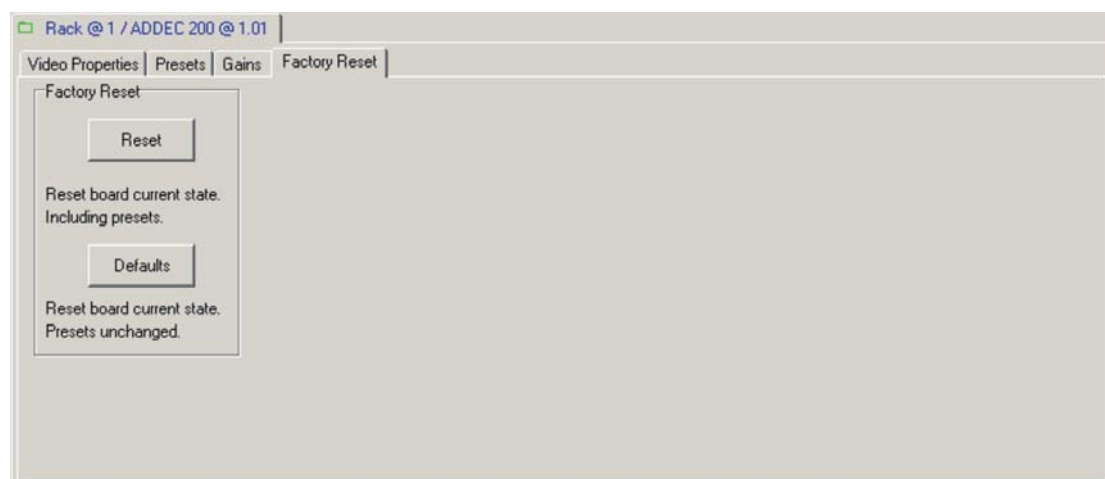 Rack @ 1 / ADDEC 200 @ 1.01
Video Properties Presets Gains Factory Reset
Factory Reset
Reset
Reset board current state.
Including presets.
Defaults
Reset board current state.
Presets unchanged.